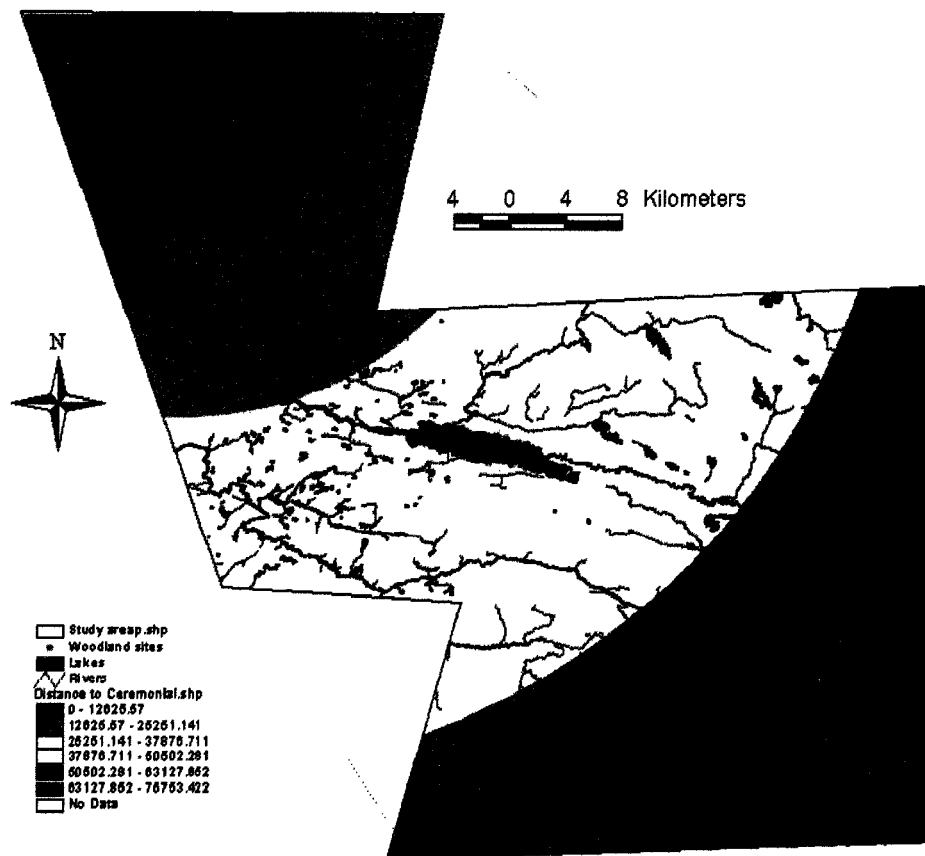 4 0 4 8 Kilometers
N
Study areap.shp
Woodland sites
Lakes
Rivers
Distance to Ceremonial.shp
0 - 12625.57
12625.57 - 25251.141
25251.141 - 37876.711
37876.711 - 50502.281
50502.281 - 63127.852
63127.852 - 75753.422
No Data